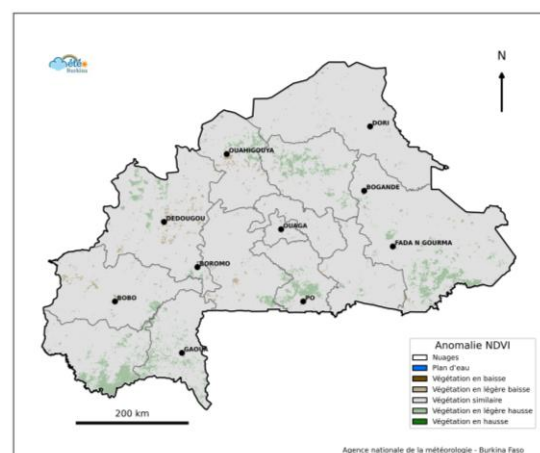 été
Burkina
N
DORI
OUAHIGOUYA
BOGANDE
DEDOUGOU
OUAGA
FADA N GOURMA
BOROMO
BOBO
PO
GAOUA
200 km
Anomalie NDVI
Nuages
Plan d'eau
Végétation en baisse
Végétation en légère baisse
Végétation similaire
Végétation en légère hausse
Végétation en hausse
Agence nationale de la météorologie - Burkina Faso